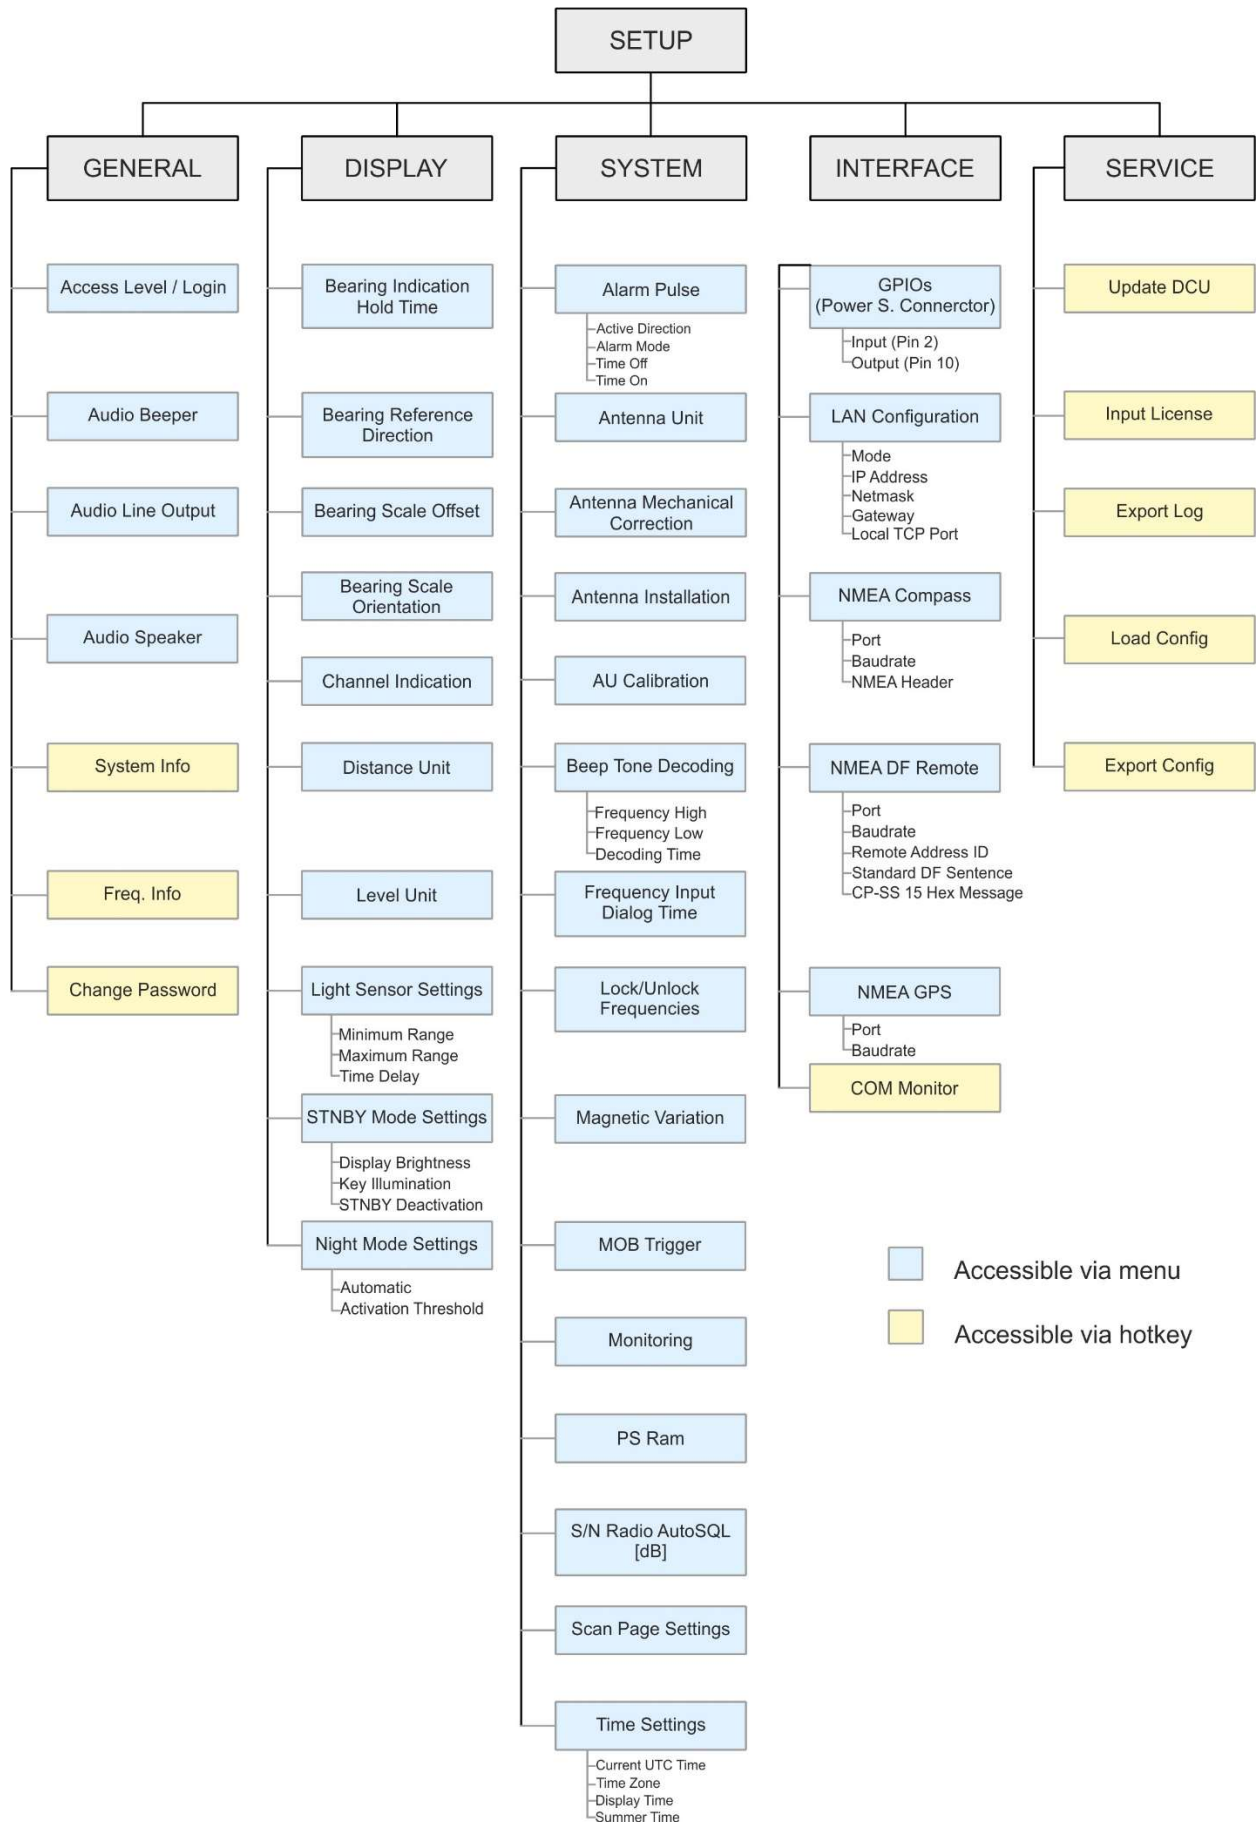 SETUP
GENERAL
Access Level / Login
Audio Beeper
Audio Line Output
Audio Speaker
System Info
Freq. Info
Change Password
DISPLAY
Bearing Indication
Hold Time
Bearing Reference
Direction
Bearing Scale Offset
Bearing Scale
Orientation
Channel Indication
Distance Unit
Level Unit
Light Sensor Settings
Minimum Range
Maximum Range
Time Delay
STNBY Mode Settings
Display Brightness
Key Illumination
STNBY Deactivation
Night Mode Settings
Automatic
Activation Threshold
SYSTEM
Alarm Pulse
Active Direction
Alarm Mode
Time Off
Time On
Antenna Unit
Antenna Mechanical
Correction
Antenna Installation
AU Calibration
Beep Tone Decoding
Frequency High
Frequency Low
Decoding Time
Frequency Input
Dialog Time
Lock/Unlock
Frequencies
Magnetic Variation
MOB Trigger
Monitoring
PS Ram
S/N Radio AutoSQL
[dB]
Scan Page Settings
Time Settings
Current UTC Time
Time Zone
Display Time
Summer Time
INTERFACE
GPIOs
(Power S. Connerctor)
Input (Pin 2)
Output (Pin 10)
LAN Configuration
Mode
IP Address
Netmask
Gateway
Local TCP Port
NMEA Compass
Port
Baudrate
NMEA Header
NMEA DF Remote
Port
Baudrate
Remote Address ID
Standard DF Sentence
CP-SS 15 Hex Message
NMEA GPS
Port
Baudrate
COM Monitor
SERVICE
Update DCU
Input License
Export Log
Load Config
Export Config
Accessible via menu
Accessible via hotkey